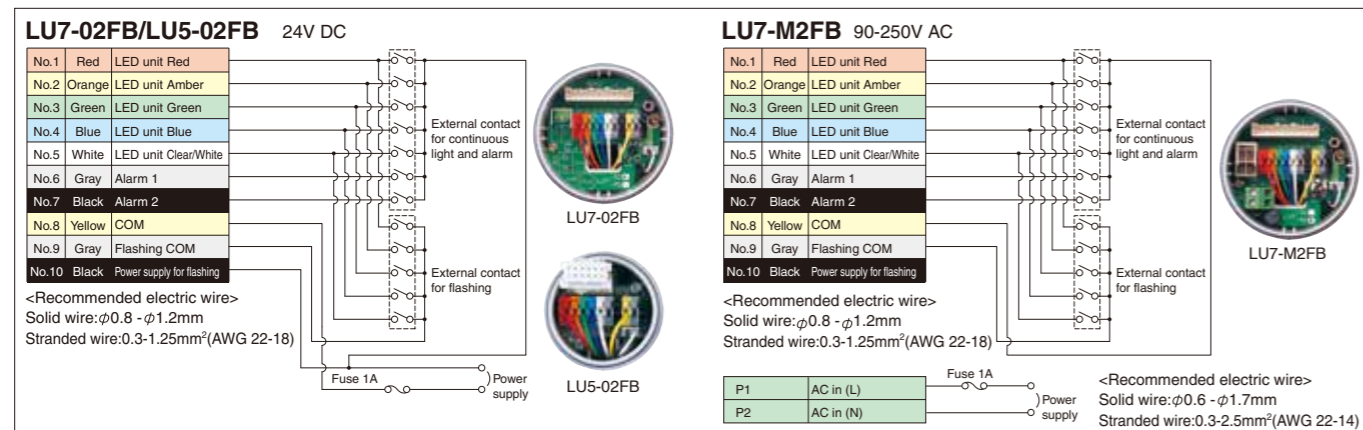 LU7-02FB/LU5-02FB 24V DC
No.1 Red LED unit Red
No.2 Orange LED unit Amber
No.3 Green LED unit Green
No.4 Blue LED unit Blue
No.5 White LED unit Clear/White
No.6 Gray Alarm 1
No.7 Black Alarm 2
No.8 Yellow COM
No.9 Gray Flashing COM
No.10 Black Power supply for flashing
External contact
for continuous
light and alarm
External contact
for flashing
<Recommended electric wire>
Solid wire:φ0.8 -φ1.2mm
Stranded wire:0.3-1.25mm²(AWG 22-18)
Fuse 1A
Power
supply
LU7-02FB
LU5-02FB
LU7-M2FB 90-250V AC
No.1 Red LED unit Red
No.2 Orange LED unit Amber
No.3 Green LED unit Green
No.4 Blue LED unit Blue
No.5 White LED unit Clear/White
No.6 Gray Alarm 1
No.7 Black Alarm 2
No.8 Yellow COM
No.9 Gray Flashing COM
No.10 Black Power supply for flashing
External contact
for continuous
light and alarm
External contact
for flashing
LU7-M2FB
<Recommended electric wire>
Solid wire:φ0.8 -φ1.2mm
Stranded wire:0.3-1.25mm²(AWG 22-18)
P1 AC in (L)
P2 AC in (N)
Fuse 1A
Power
supply
<Recommended electric wire>
Solid wire:φ0.6 -φ1.7mm
Stranded wire:0.3-2.5mm²(AWG 22-14)